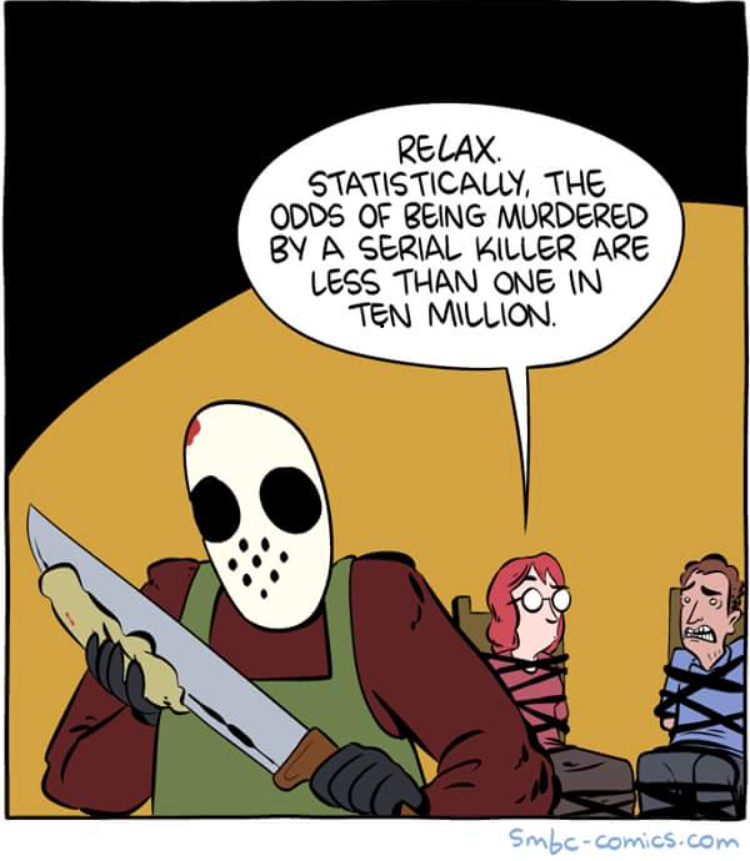 RELAX.
STATISTICALLY, THE
ODDS OF BEING MURDERED
BY A SERIAL KILLER ARE
LESS THAN ONE IN
TEN MILLION.
Smbc-comics.com